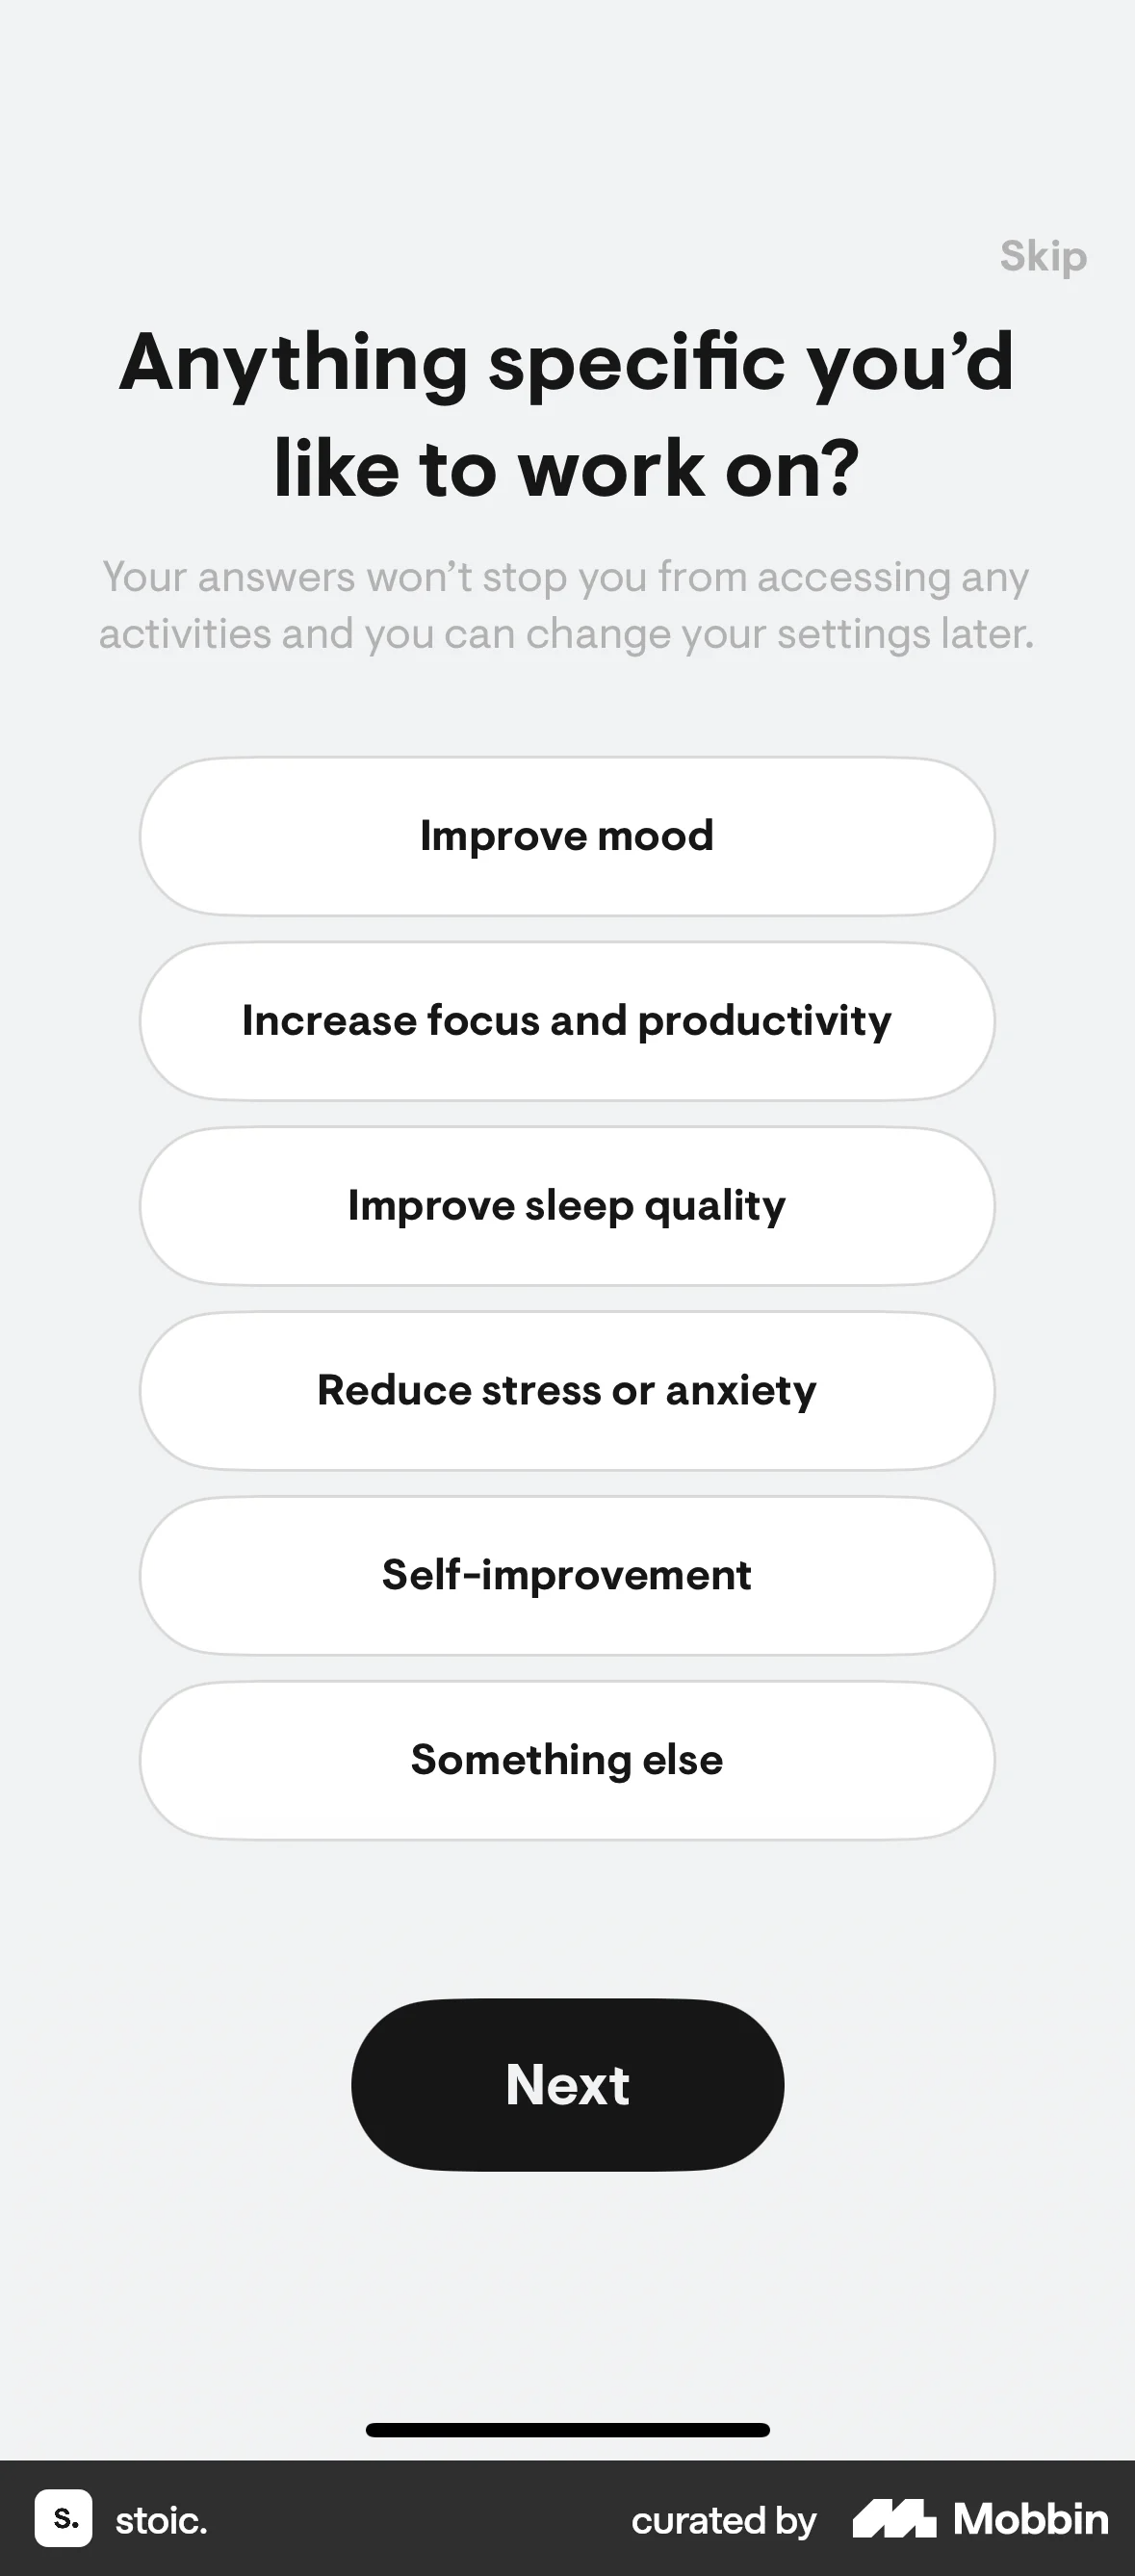 Skip
Anything specific you’d
like to work on?
Your answers won’t stop you from accessing any
activities and you can change your settings later.
Improve mood
Increase focus and productivity
Improve sleep quality
Reduce stress or anxiety
Self-improvement
Something else
Next
s. stoic. curated by Mobbin